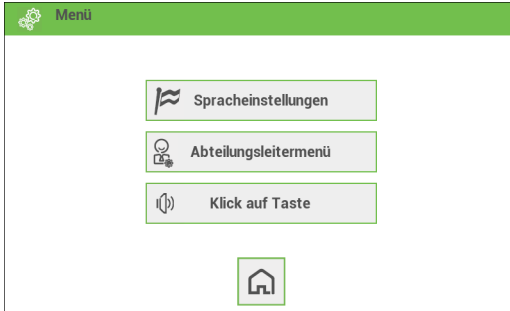 Menü
Spracheinstellungen
Abteilungsleitermenü
Klick auf Taste